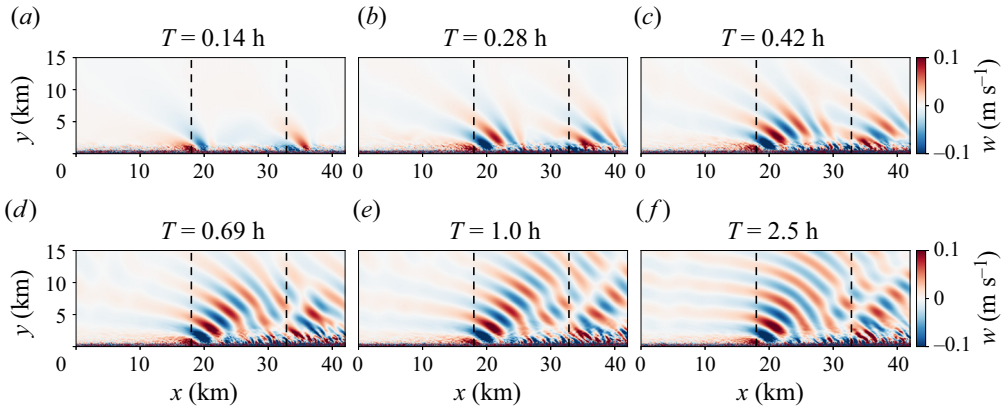 (a) (b) (c)
T = 0.14 h T = 0.28 h T = 0.42 h
15 0.1
10
y (km) 0 w (m s⁻¹)
5
–0.1
0 10 20 30 40 0 10 20 30 40 0 10 20 30 40
(d) (e) (f)
T = 0.69 h T = 1.0 h T = 2.5 h
15 0.1
10
y (km) 0 w (m s⁻¹)
5
–0.1
0 10 20 30 40 0 10 20 30 40 0 10 20 30 40
x (km) x (km) x (km)